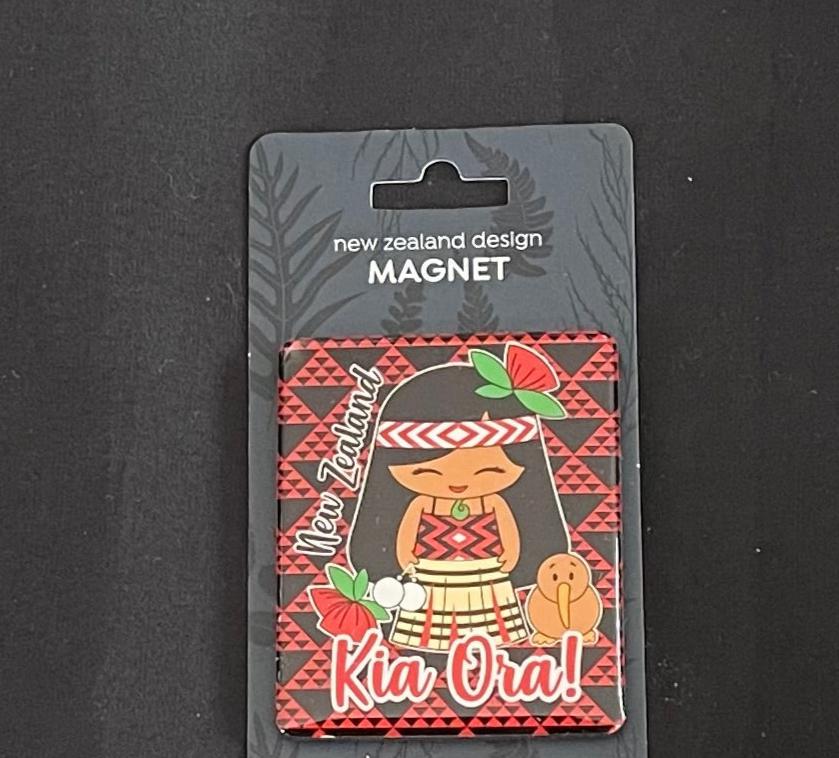 new zealand design
MAGNET
New Zealand
Kia Ora!